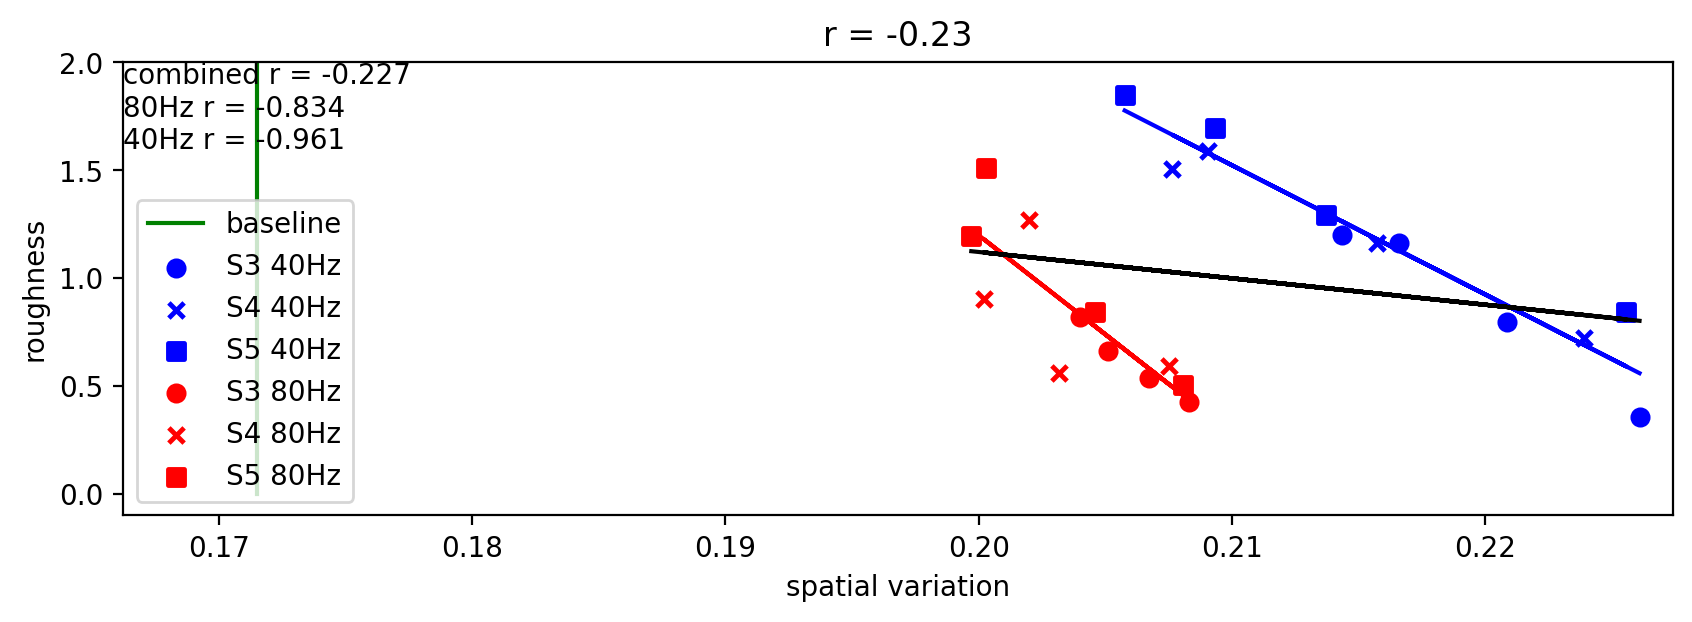 r = -0.23
combined r = -0.227
80Hz r = -0.834
40Hz r = -0.961
baseline
S3 40Hz
S4 40Hz
S5 40Hz
S3 80Hz
S4 80Hz
S5 80Hz
roughness
2.0
1.5
1.0
0.5
0.0
0.17 0.18 0.19 0.20 0.21 0.22
spatial variation